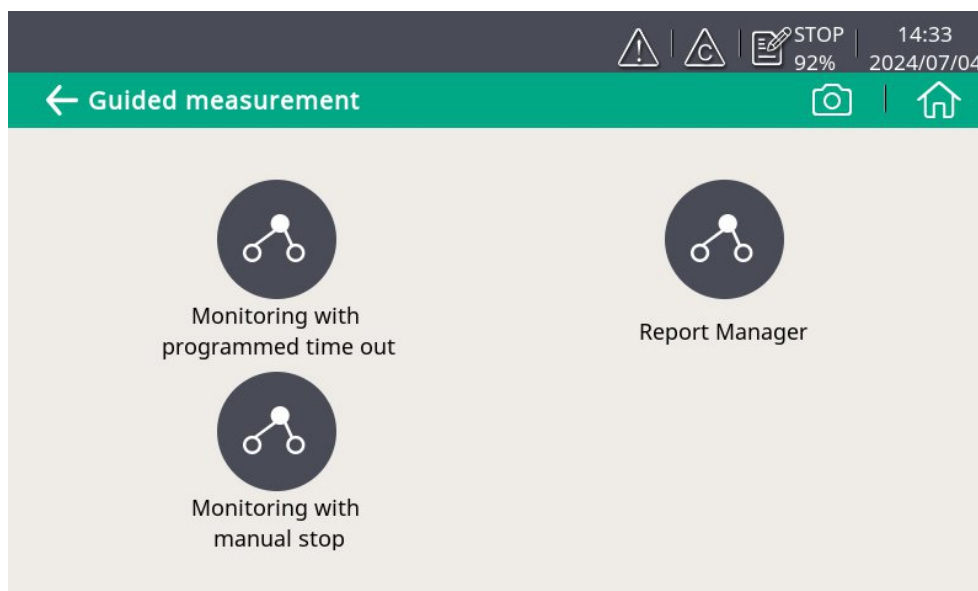 STOP 14:33
92% 2024/07/04
Guided measurement
Monitoring with
programmed time out
Report Manager
Monitoring with
manual stop